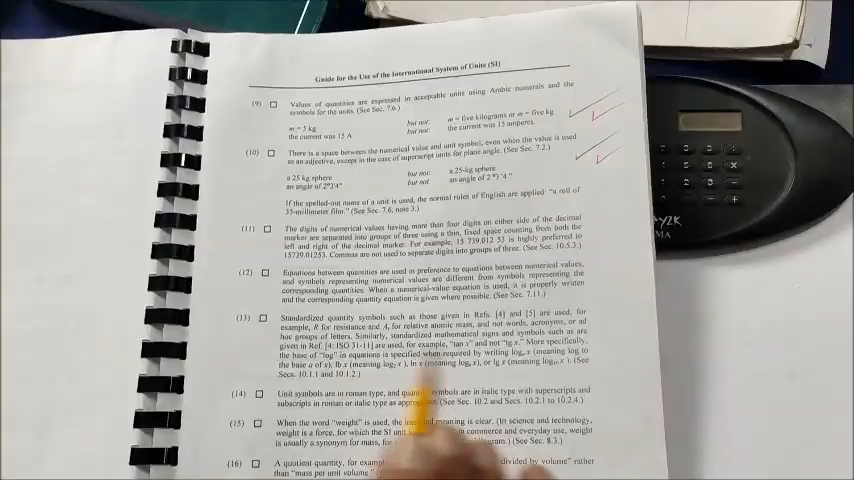 Guide for the Use of the International System of Units (SI)
(9) Values of quantities are expressed in acceptable units using Arabic numerals and the
symbols for the units. (See Sec. 7.6.)
m = 5 kg but not: m = five kilograms or m = five kg
the current was 15 A but not: the current was 15 amperes.
(10) There is a space between the numerical value and unit symbol, even when the value is used
as an adjective, except in the case of superscript units for plane angle. (See Sec. 7.2.)
a 25 kg sphere but not: a 25-kg sphere
an angle of 2°3'4" but not: an angle of 2 °3 '4 "
If the spelled-out name of a unit is used, the normal rules of English are applied: "a roll of
35-millimeter film." (See Sec. 7.6, note 3.)
(11) The digits of numerical values having more than four digits on either side of the decimal
marker are separated into groups of three using a thin, fixed space counting from both the
left and right of the decimal marker. For example, 15 739.012 53 is highly preferred to
15739.01253. Commas are not used to separate digits into groups of three. (See Sec. 10.5.3.)
(12) Equations between quantities are used in preference to equations between numerical values,
and symbols representing numerical values are different from symbols representing the
corresponding quantities. When a numerical-value equation is used, it is properly written
and the corresponding quantity equation is given where possible. (See Sec. 7.11.)
(13) Standardized quantity symbols such as those given in Refs. [4] and [5] are used, for
example, R for resistance and Aᵣ for relative atomic mass, and not words, acronyms, or ad
hoc groups of letters. Similarly, standardized mathematical signs and symbols such as are
given in Ref. [4: ISO 31-11] are used, for example, "tan x" and not "tg x." More specifically,
the base of "log" in equations is specified when required by writing logₐ x (meaning log to
the base a of x), lb x (meaning log₂ x ), ln x (meaning logₑ x), or lg x (meaning log₁₀ x ). (See
Secs. 10.1.1 and 10.1.2.)
(14) Unit symbols are in roman type, and symbols are in italic type with superscripts and
subscripts in roman or italic type as (See Sec. 10.2 and Secs. 10.2.1 to 10.2.4.)
(15) When the word "weight" is used, the meaning is clear. (In science and technology,
weight is a force, for which the SI unit commerce and everyday use, weight
is usually a synonym for mass, for (See Sec. 8.3.)
(16) A quotient quantity, for divided by volume" rather
than "mass per unit volume